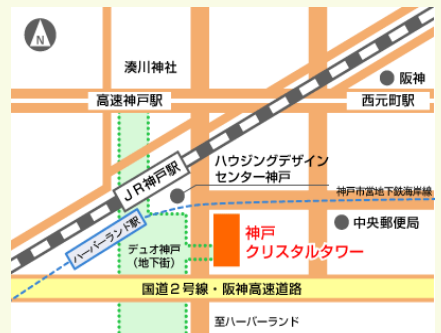 N
湊川神社
阪神
高速神戸駅
西元町駅
JR神戸駅
ハウジングデザイン
センター神戸
神戸市営地下鉄海岸線
ハーバーランド駅
中央郵便局
デュオ神戸
(地下街)
神戸
クリスタルタワー
国道2号線・阪神高速道路
至ハーバーランド